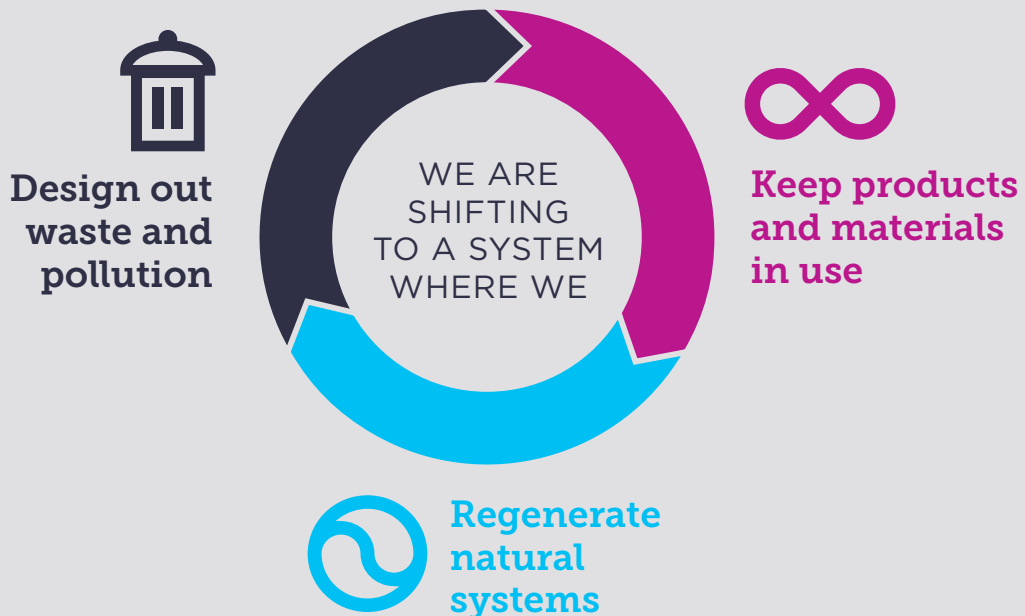 WE ARE
SHIFTING
TO A SYSTEM
WHERE WE
Design out
waste and
pollution
Keep products
and materials
in use
Regenerate
natural
systems